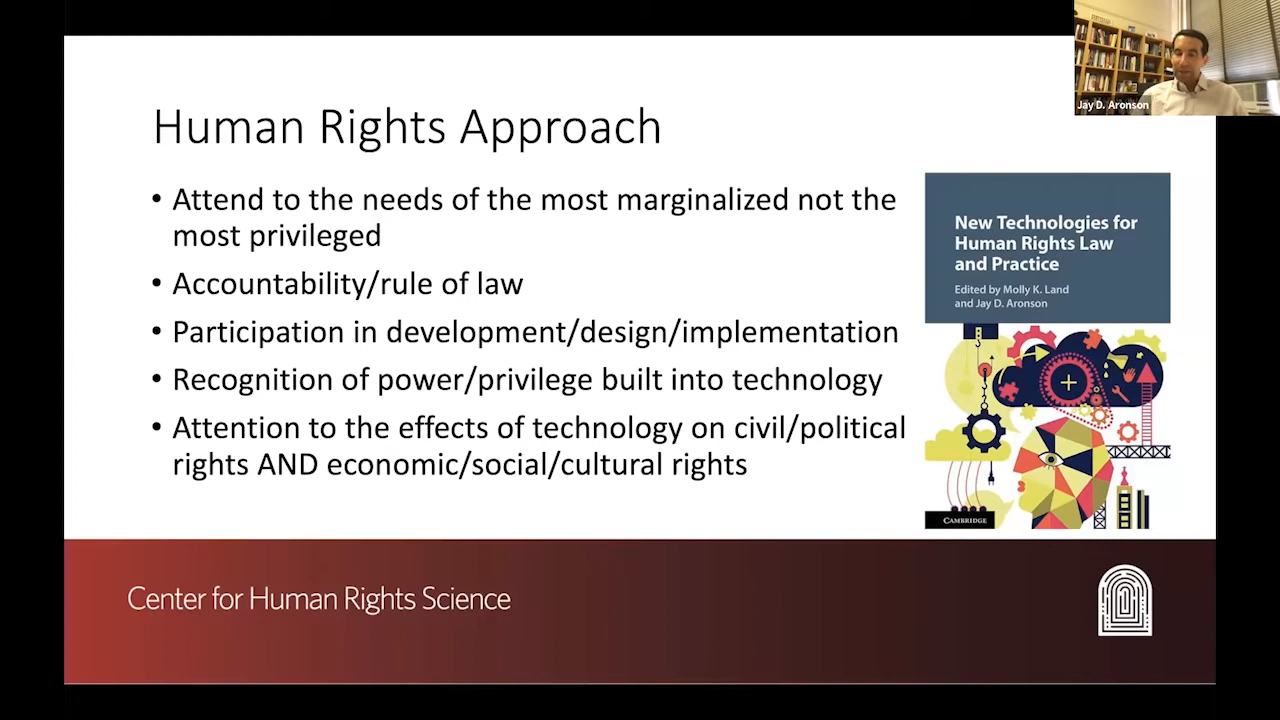 Jay D. Aronson
Human Rights Approach
• Attend to the needs of the most marginalized not the
most privileged
• Accountability/rule of law
• Participation in development/design/implementation
• Recognition of power/privilege built into technology
• Attention to the effects of technology on civil/political
rights AND economic/social/cultural rights
New Technologies for
Human Rights Law
and Practice
Edited by Molly K. Land
and Jay D. Aronson
CAMBRIDGE
Center for Human Rights Science